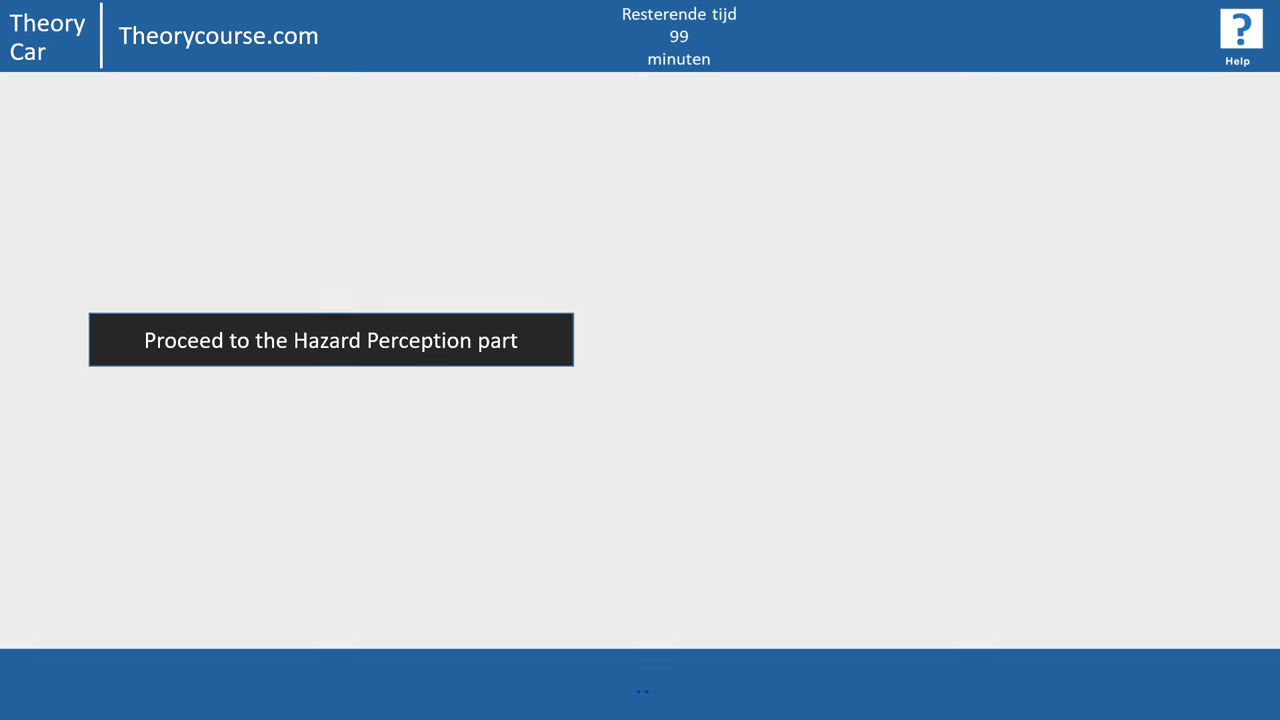 Theory
Car
Theorycourse.com
Resterende tijd
99
minuten
?
Help
Proceed to the Hazard Perception part
..